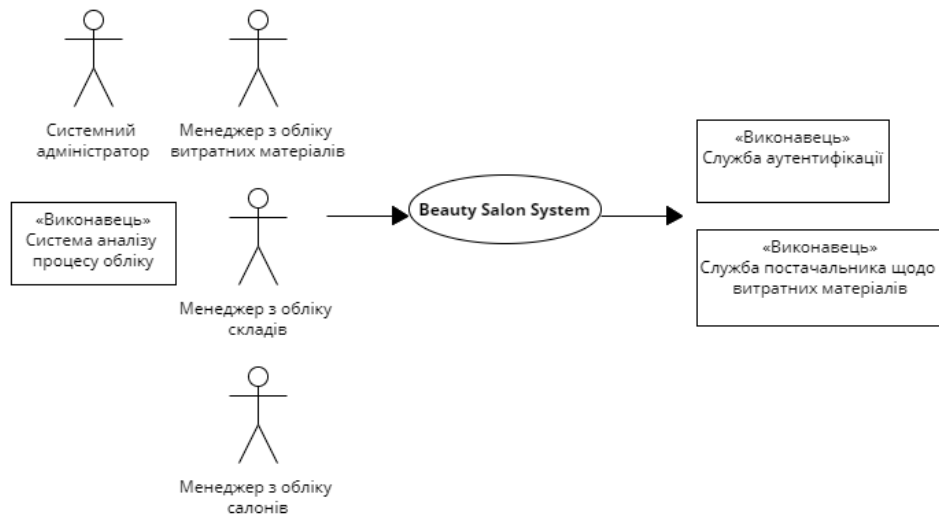 Системний
адміністратор
Менеджер з обліку
витратних матеріалів
«Виконавець»
Система аналізу
процесу обліку
Менеджер з обліку
складів
Менеджер з обліку
салонів
Beauty Salon System
«Виконавець»
Служба аутентифікації
«Виконавець»
Служба постачальника щодо
витратних матеріалів